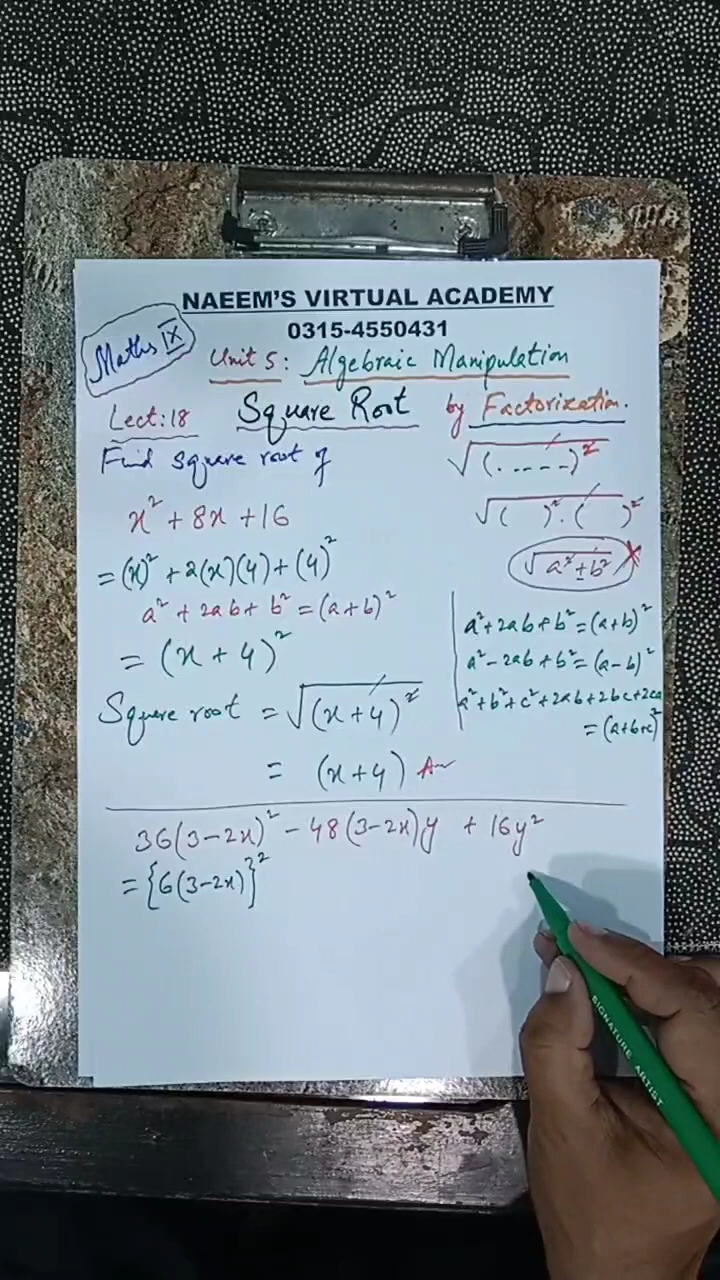 NAEEM'S VIRTUAL ACADEMY
0315-4550431
Maths IX
Unit 5: Algebraic Manipulation
Lect:18 Square Root by Factorization.
Find square root of
√(.----)²
x² + 8x + 16
√( )².( )²
= (x)² + 2(x)(4) + (4)²
√a²±b²
a² + 2ab + b² = (a+b)²
= (x+4)²
Square root = √(x+4)²
= (x+4) Ans
a²+2ab+b²=(a+b)²
a²-2ab+b²=(a-b)²
a²+b²+c²+2ab+2bc+2ca
=(a+b+c)²
36(3-2x)² - 48(3-2x)y + 16y²
= {6(3-2x)}²
SIGNATURE ARTIST